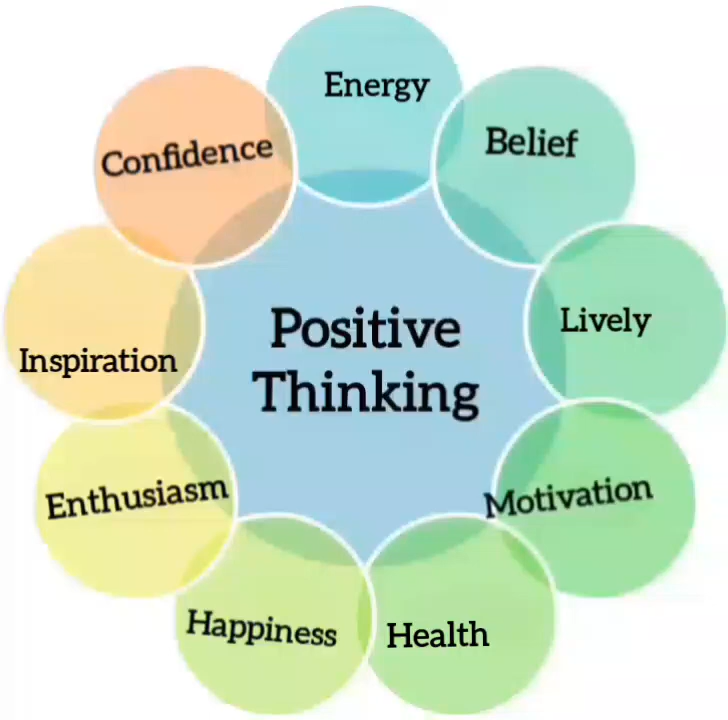 Energy
Belief
Confidence
Lively
Positive
Thinking
Inspiration
Motivation
Enthusiasm
Happiness
Health